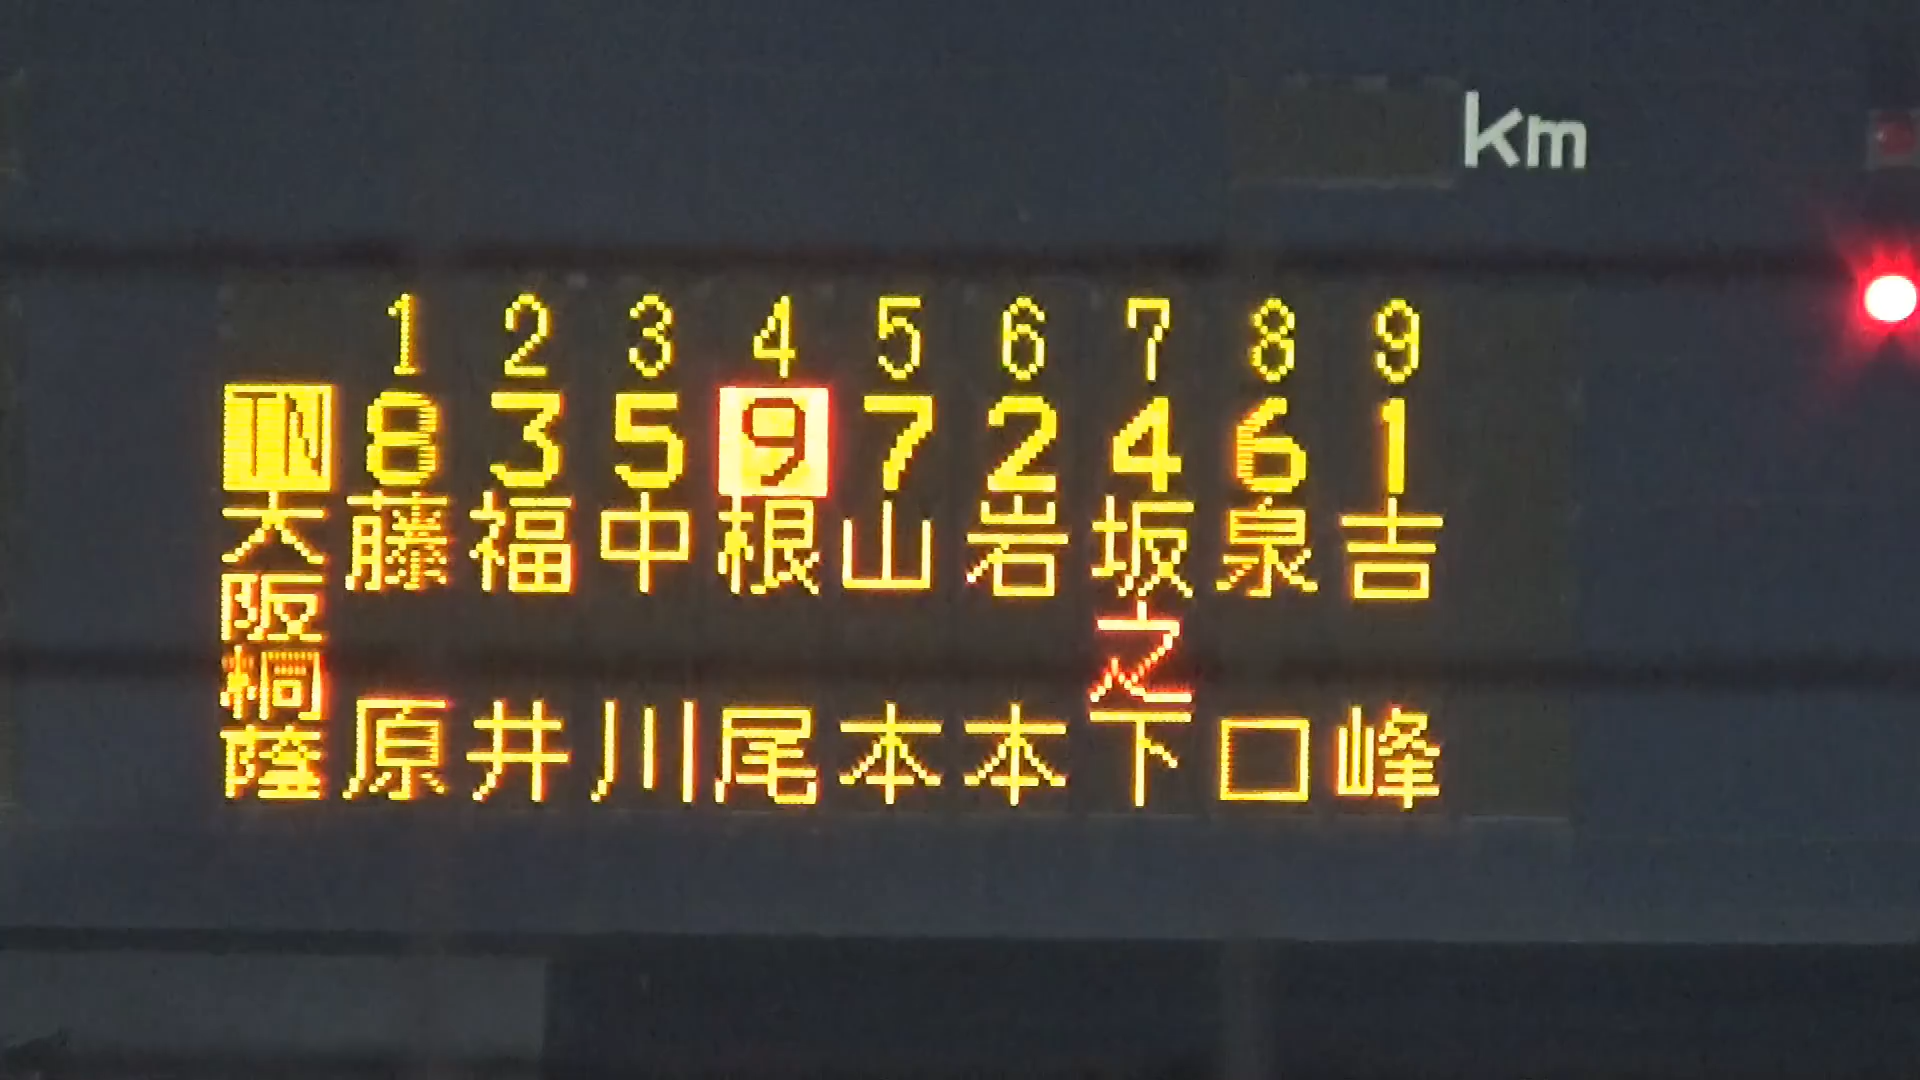 km
1 2 3 4 5 6 7 8 9
8 3 5 9 7 2 4 6 1
大阪桐蔭
藤原
福井
中川
根尾
山本
岩本
坂之下
泉口
吉峰